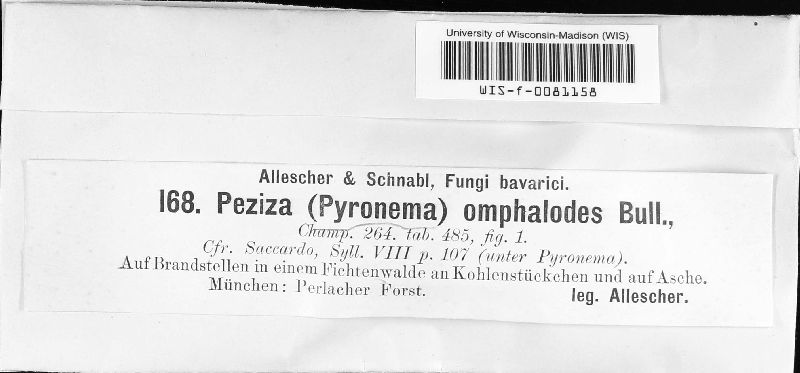 University of Wisconsin-Madison (WIS)
WIS-f-0081158
Allescher & Schnabl, Fungi bavarici.
168. Peziza (Pyronema) omphalodes Bull.,
Champ. 264. tab. 485, fig. 1.
Cfr. Saccardo, Syll. VIII p. 107 (unter Pyronema).
Auf Brandstellen in einem Fichtenwalde an Kohlenstückchen und auf Asche.
München: Perlacher Forst. leg. Allescher.